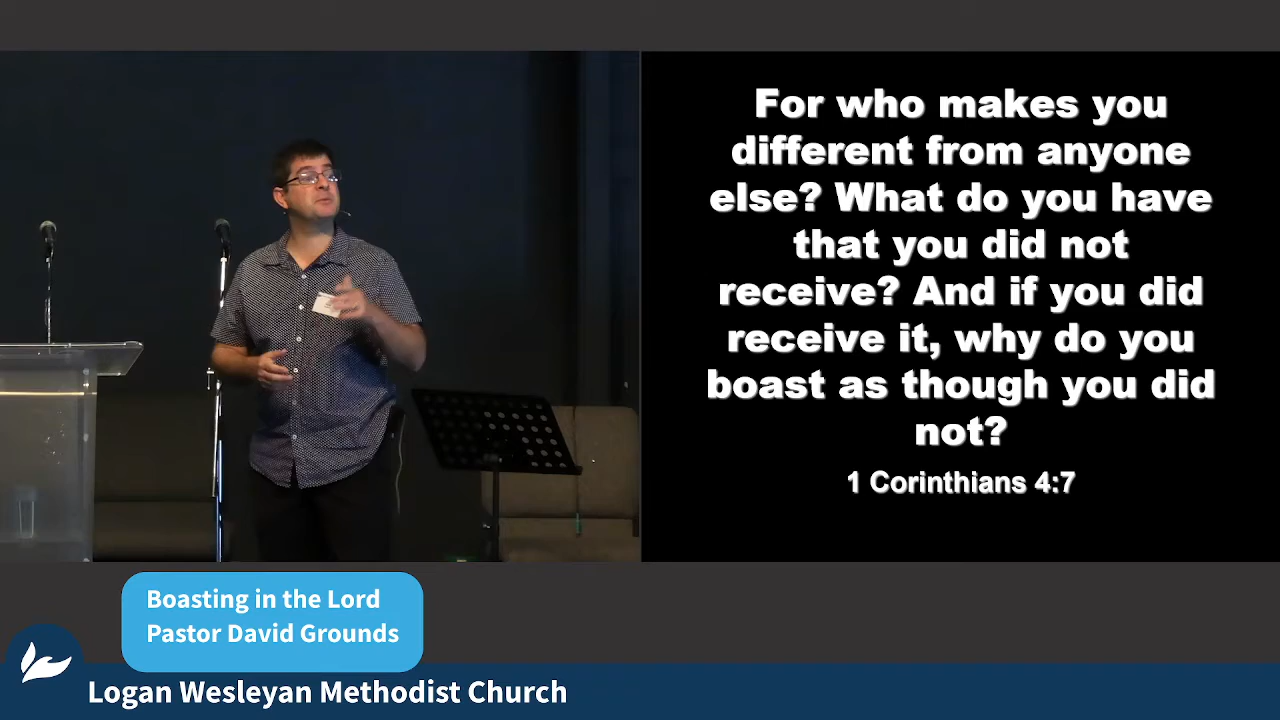 For who makes you
different from anyone
else? What do you have
that you did not
receive? And if you did
receive it, why do you
boast as though you did
not?
1 Corinthians 4:7
Boasting in the Lord
Pastor David Grounds
Logan Wesleyan Methodist Church